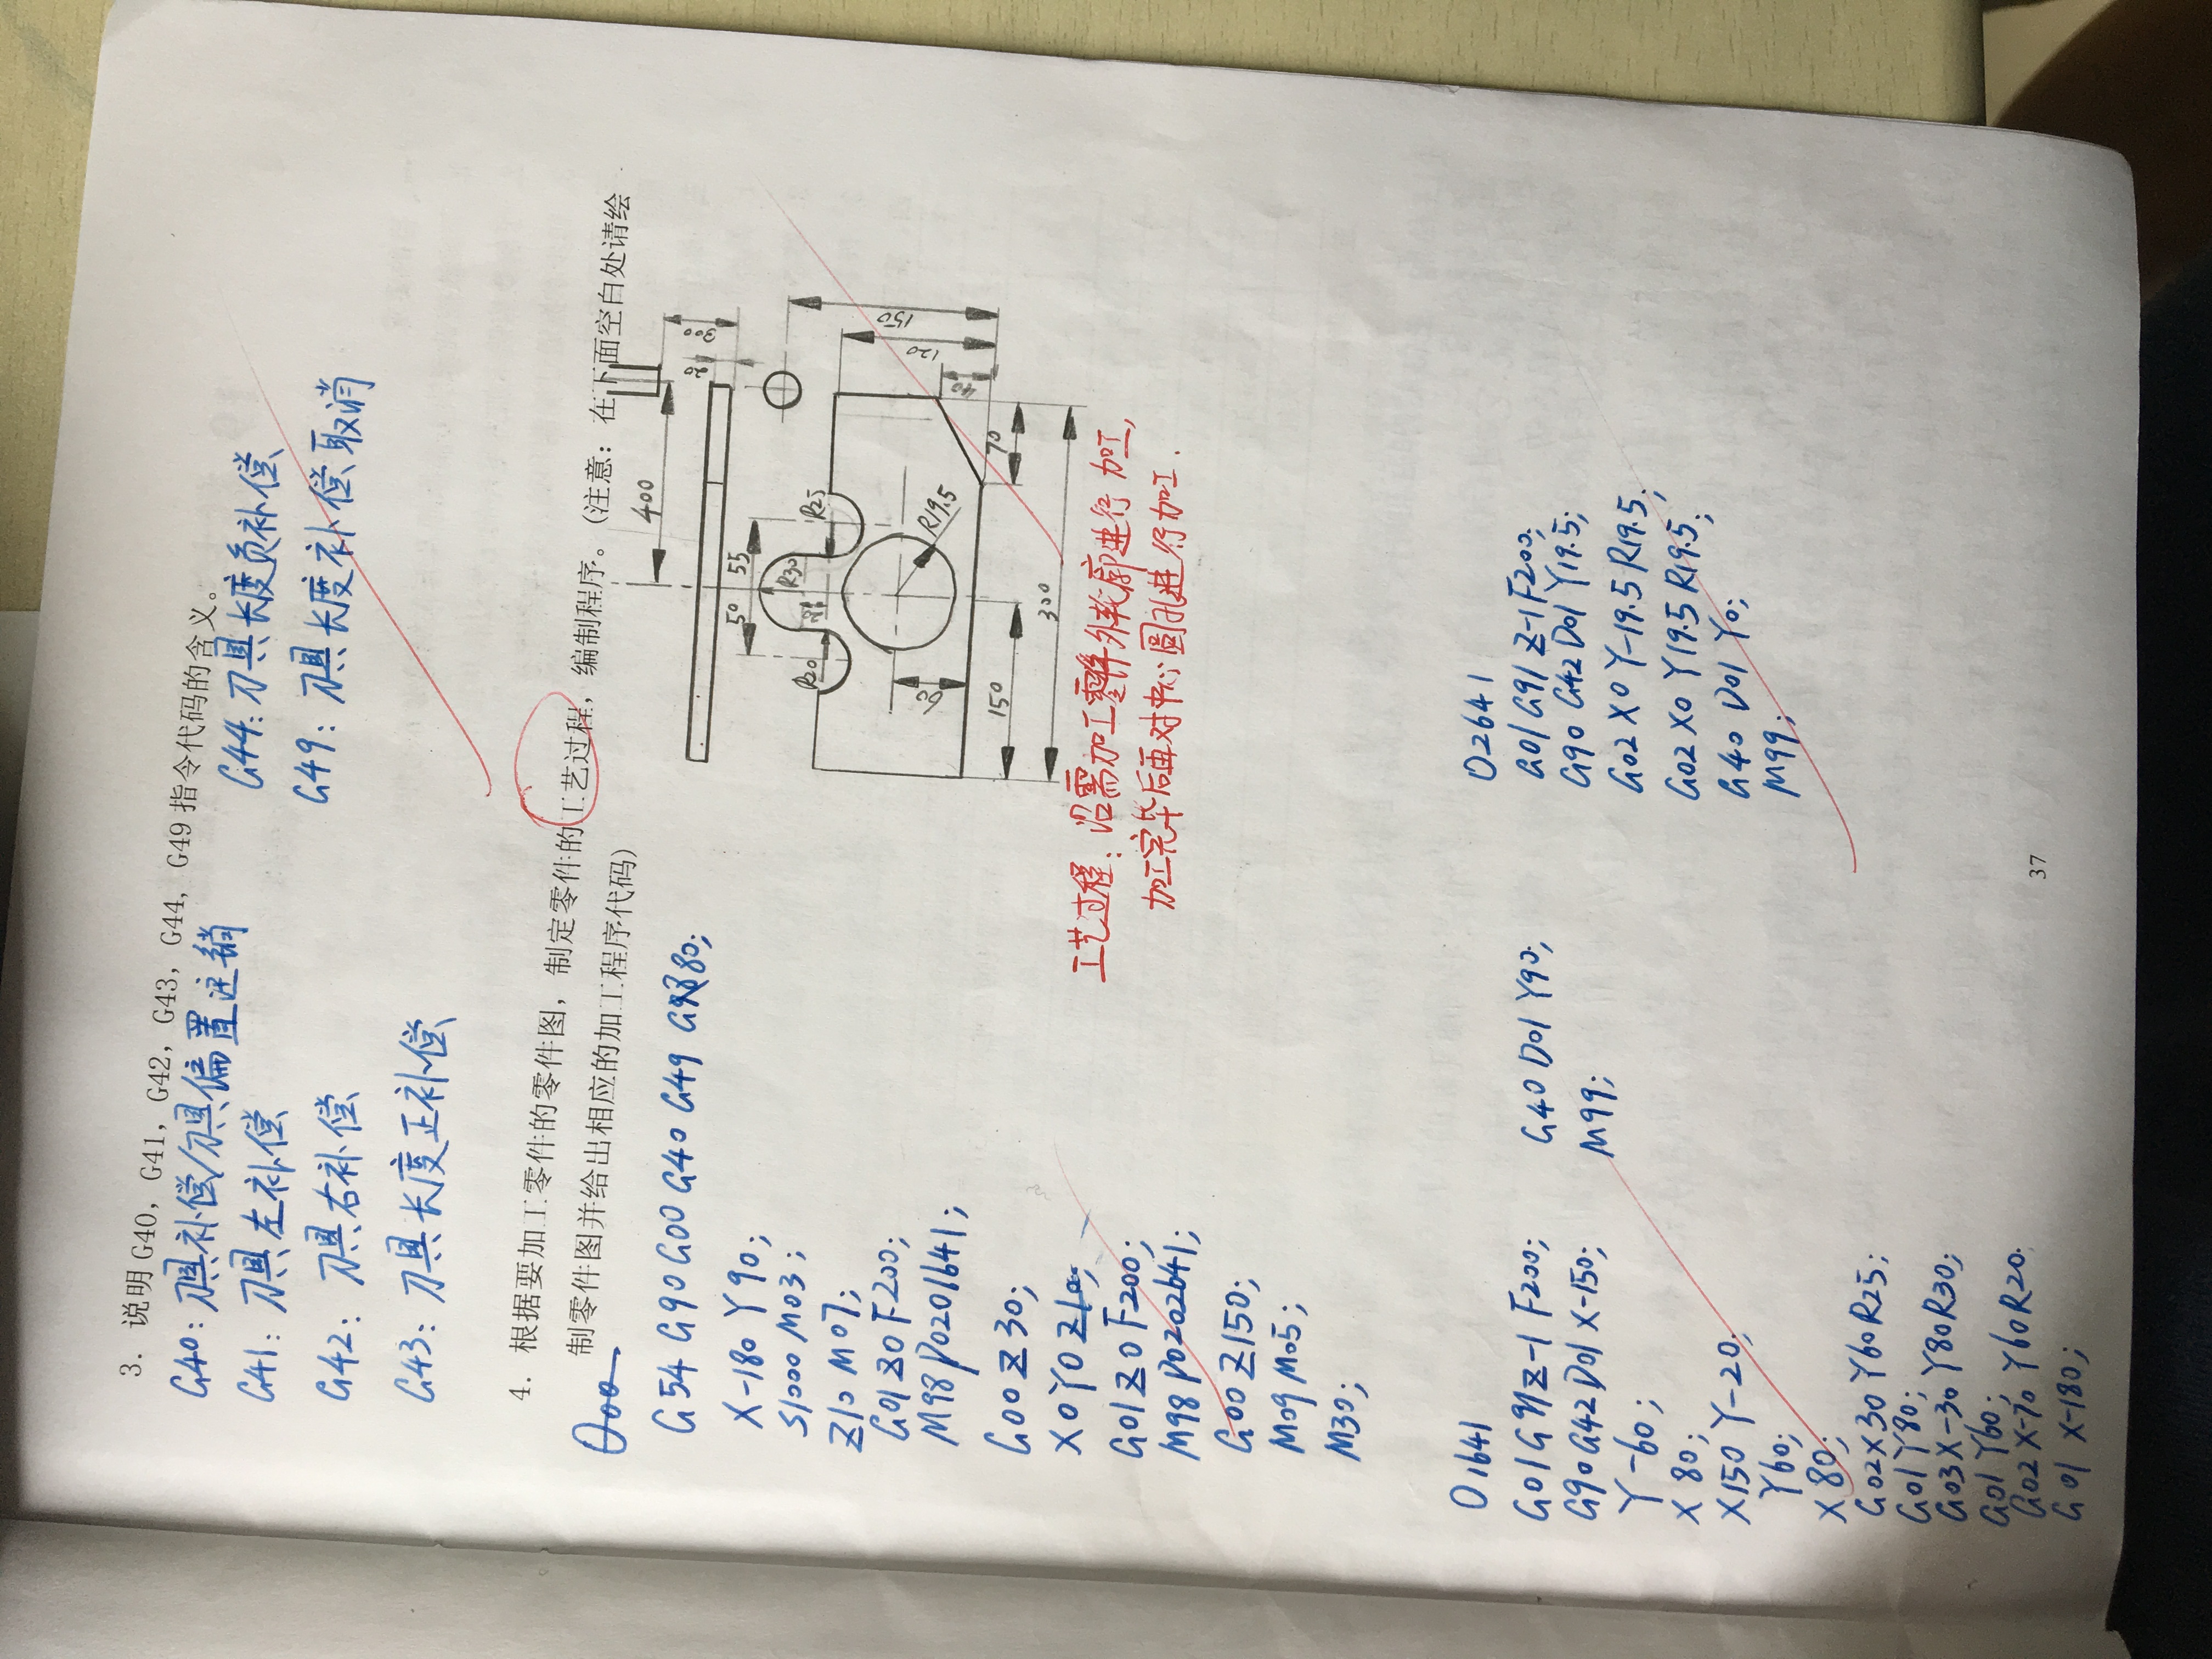 3. 说明G40, G41, G42, G43, G44, G49 指令代码的含义。
G40: 刀具补偿/刀具偏置注销
G41: 刀具左补偿
G42: 刀具右补偿
G43: 刀具长度正补偿
G44: 刀具长度负补偿
G49: 刀具长度补偿取消
4. 根据要加工零件的零件图，制定零件的工艺过程，编制程序。（注意：在下面空白处请绘
制零件图并给出相应的加工程序代码）
G54 G90 G00 G40 G49 G80;
X-180 Y90;
S1000 M03;
Z10 M07;
G01 Z0 F200;
M98 P0201641;
G00 Z30;
X0 Y0;
G01 Z0 F200;
M98 P0202641;
G00 Z150;
M09 M05;
M30;
400
300
20
50
55
R20
R30
R25
R19.5
150
120
40
70
150
300
工艺过程: 沿需加工零件外轮廓进行加工,
加工完毕后再对中心圆孔进行加工.
O1641
G01 G91 Z-1 F200;
G90 G42 D01 X-150;
Y-60;
X80;
X150 Y-20;
Y60;
X80;
G02 X30 Y60 R25;
G01 Y80;
G03 X-30 Y80 R30;
G01 Y60;
G02 X-70 Y60 R20.
G01 X-180;
G40 D01 Y90;
M99;
O2641
G01 G91 Z-1 F200;
G90 G42 D01 Y19.5;
G02 X0 Y-19.5 R19.5;
G02 X0 Y19.5 R19.5;
G40 D01 Y0;
M99;
37